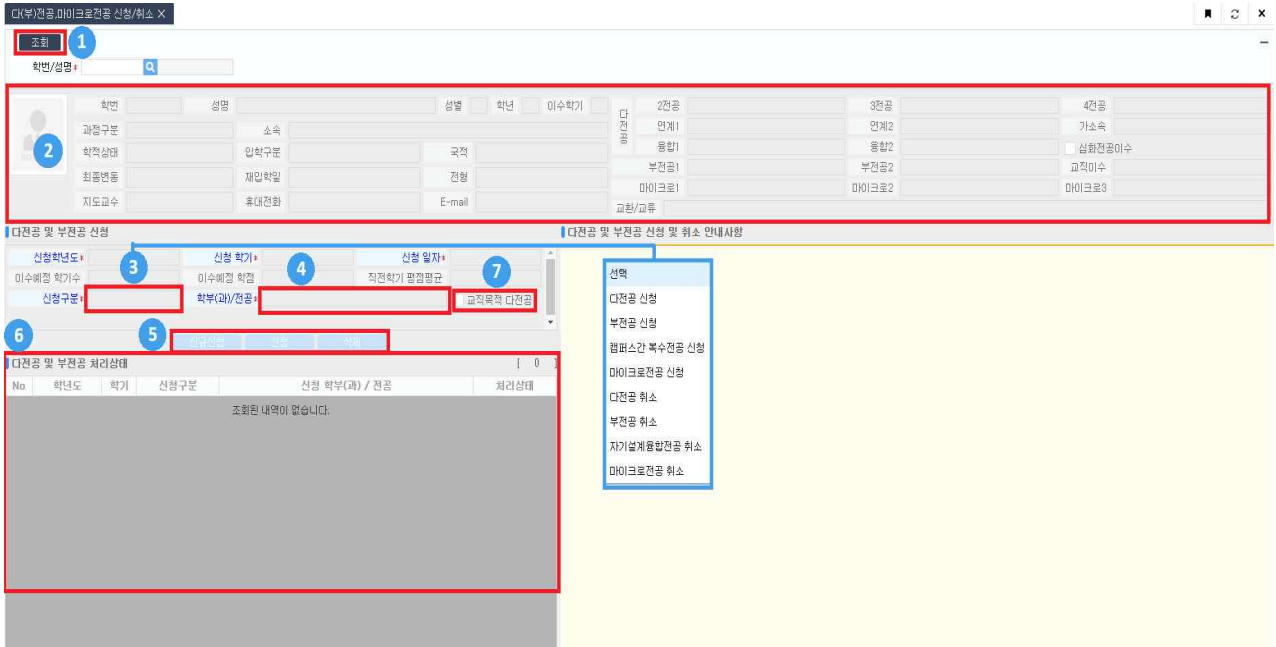 다(부)전공,마이크로전공 신청/취소 X
조회 1
학번/성명*
학번 성명 성별 학년 이수학기 다전공 2전공 3전공 4전공
과정구분 소속 연계1 연계2 가소속
2 학적상태 입학구분 국적 융합1 융합2 심화전공이수
최종변동 재입학일 전형 부전공1 부전공2 교직이수
지도교수 휴대전화 E-mail 마이크로1 마이크로2 마이크로3
교환/교류
다전공 및 부전공 신청 다전공 및 부전공 신청 및 취소 안내사항
신청학년도* 3 신청 학기* 4 신청 일자* 7
이수예정 학기수 이수예정 학점 직전학기 평점평균
신청구분* 학부(과)/전공* 교직목적 다전공
선택
다전공 신청
부전공 신청
캠퍼스간 복수전공 신청
마이크로전공 신청
다전공 취소
부전공 취소
자기설계융합전공 취소
마이크로전공 취소
6 5 신규신청 신청 삭제
다전공 및 부전공 처리상태 [ 0 ]
No 학년도 학기 신청구분 신청 학부(과) / 전공 처리상태
조회된 내역이 없습니다.